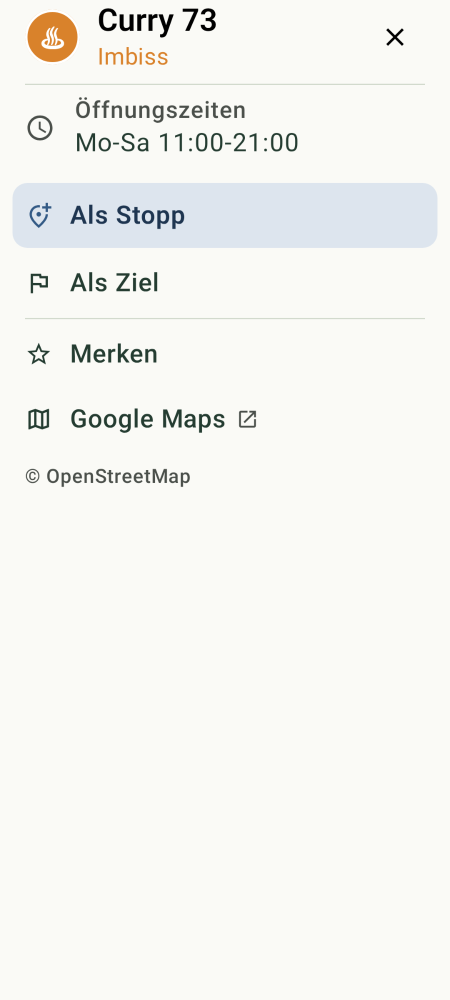 Curry 73
Imbiss
Öffnungszeiten
Mo-Sa 11:00-21:00
Als Stopp
Als Ziel
Merken
Google Maps
© OpenStreetMap